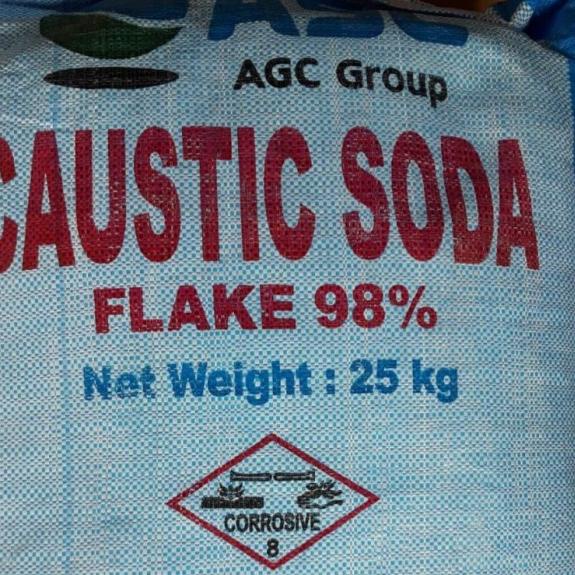 AGC Group
CAUSTIC SODA
FLAKE 98%
Net Weight : 25 kg
CORROSIVE
8